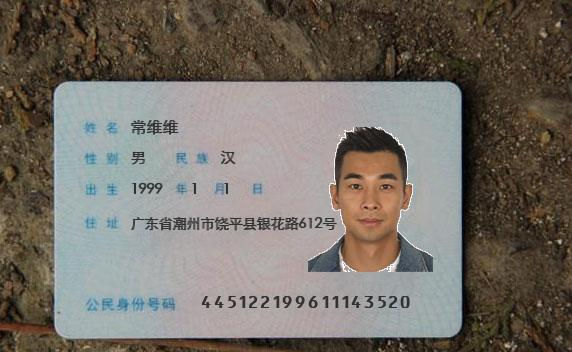 姓名 常维维
性别 男 民族 汉
出生 1999 年 1 月 1 日
住址 广东省潮州市饶平县银花路612号
公民身份号码 445122199611143520